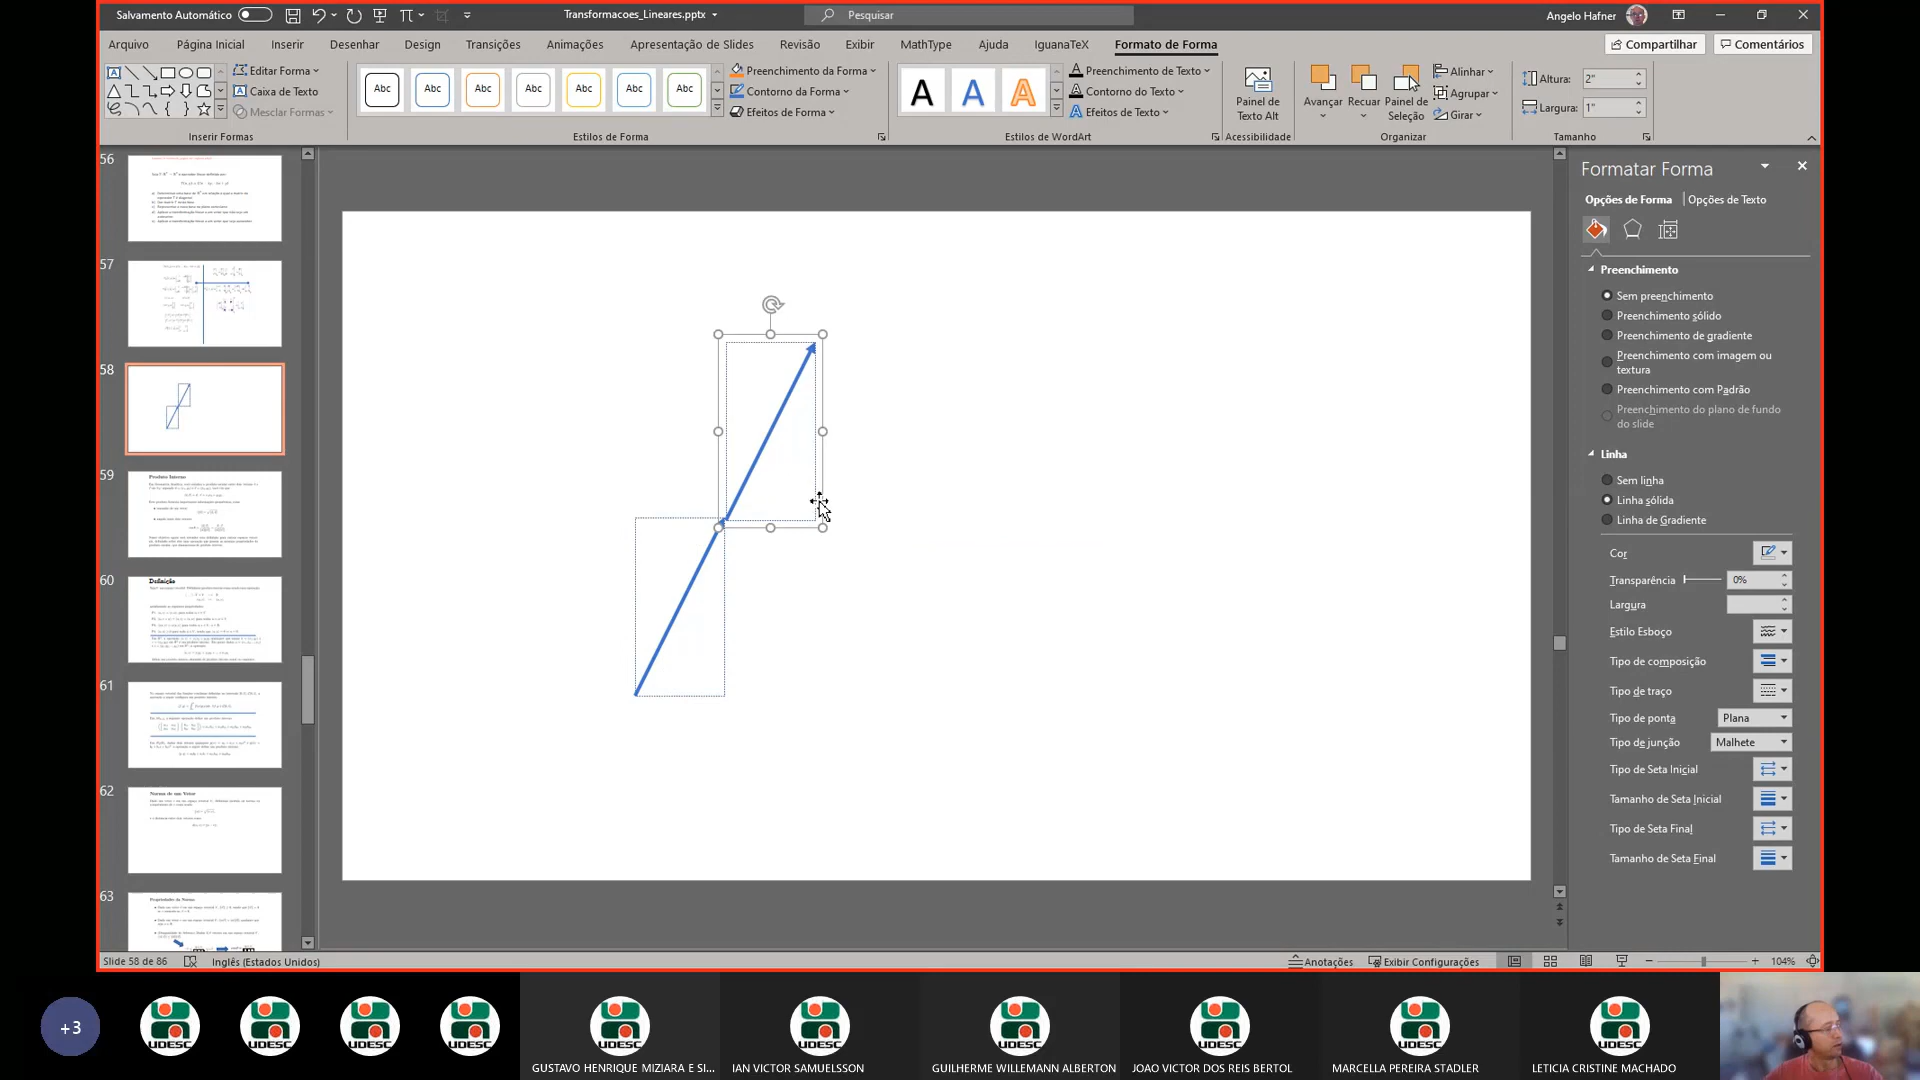 Salvamento Automático
Transformacoes_Lineares.pptx
Pesquisar
Angelo Hafner
Arquivo
Página Inicial
Inserir
Desenhar
Design
Transições
Animações
Apresentação de Slides
Revisão
Exibir
MathType
Ajuda
IguanaTeX
Formato de Forma
Compartilhar
Comentários
Editar Forma
Caixa de Texto
Mesclar Formas
Inserir Formas
Abc
Abc
Abc
Abc
Abc
Abc
Abc
Preenchimento da Forma
Contorno da Forma
Efeitos de Forma
Estilos de Forma
A
A
A
Preenchimento de Texto
Contorno do Texto
Efeitos de Texto
Estilos de WordArt
Painel de
Texto Alt
Acessibilidade
Avançar
Recuar
Painel de
Seleção
Alinhar
Agrupar
Girar
Organizar
Altura: 2"
Largura: 1"
Tamanho
56
57
58
59
Produto Interno
60
Definição
61
62
Norma de um Vetor
63
Propriedades da Norma
Formatar Forma
Opções de Forma
Opções de Texto
Preenchimento
Sem preenchimento
Preenchimento sólido
Preenchimento de gradiente
Preenchimento com imagem ou
textura
Preenchimento com Padrão
Preenchimento do plano de fundo
do slide
Linha
Sem linha
Linha sólida
Linha de Gradiente
Cor
Transparência 0%
Largura
Estilo Esboço
Tipo de composição
Tipo de traço
Tipo de ponta Plana
Tipo de junção Malhete
Tipo de Seta Inicial
Tamanho de Seta Inicial
Tipo de Seta Final
Tamanho de Seta Final
Slide 58 de 86
Inglês (Estados Unidos)
Anotações
Exibir Configurações
104%
+3
UDESC
UDESC
UDESC
UDESC
UDESC
UDESC
UDESC
UDESC
UDESC
UDESC
GUSTAVO HENRIQUE MIZIARA E SI...
IAN VICTOR SAMUELSSON
GUILHERME WILLEMANN ALBERTON
JOAO VICTOR DOS REIS BERTOL
MARCELLA PEREIRA STADLER
LETICIA CRISTINE MACHADO